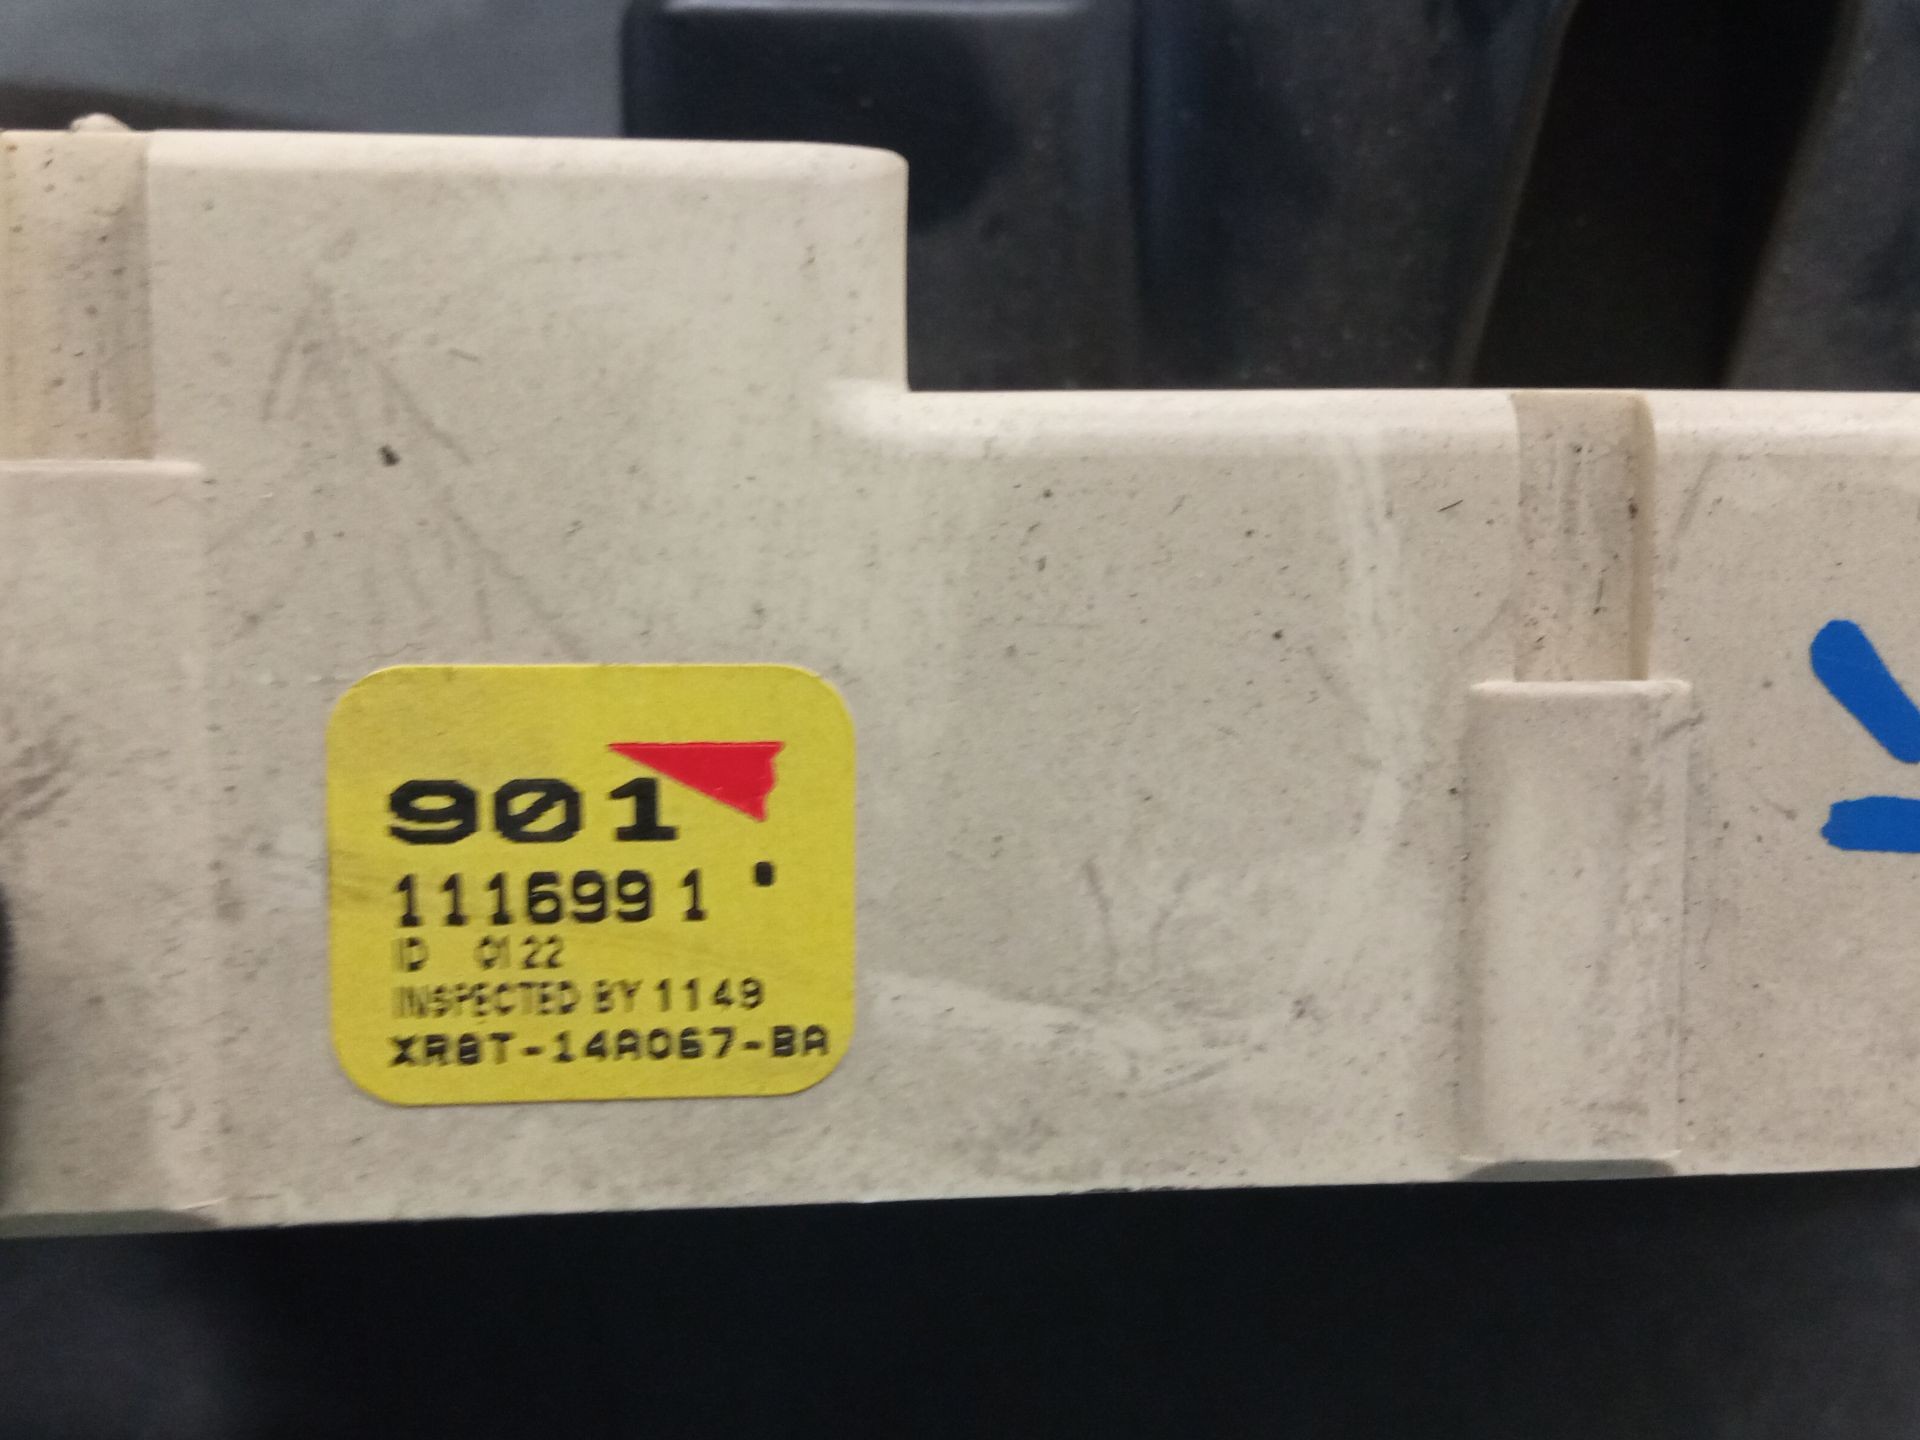 901
1116991
ID 0122
INSPECTED BY 1149
XR8T-14A067-BA